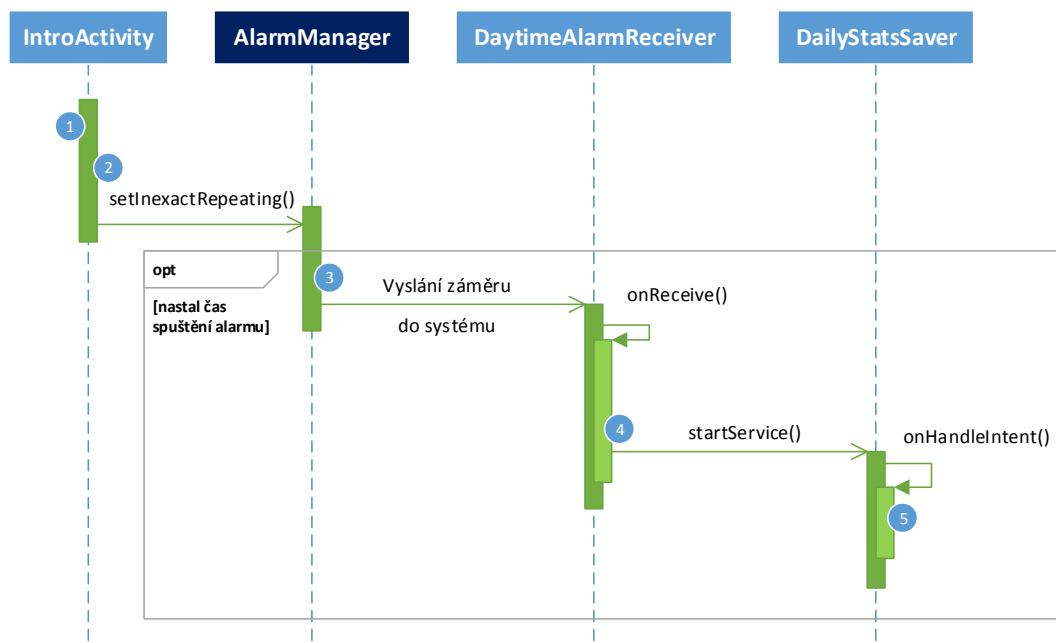 IntroActivity
AlarmManager
DaytimeAlarmReceiver
DailyStatsSaver
1
2
setInexactRepeating()
opt
[nastal čas
spuštění alarmu]
3
Vyslání záměru
do systému
onReceive()
4
startService()
onHandleIntent()
5